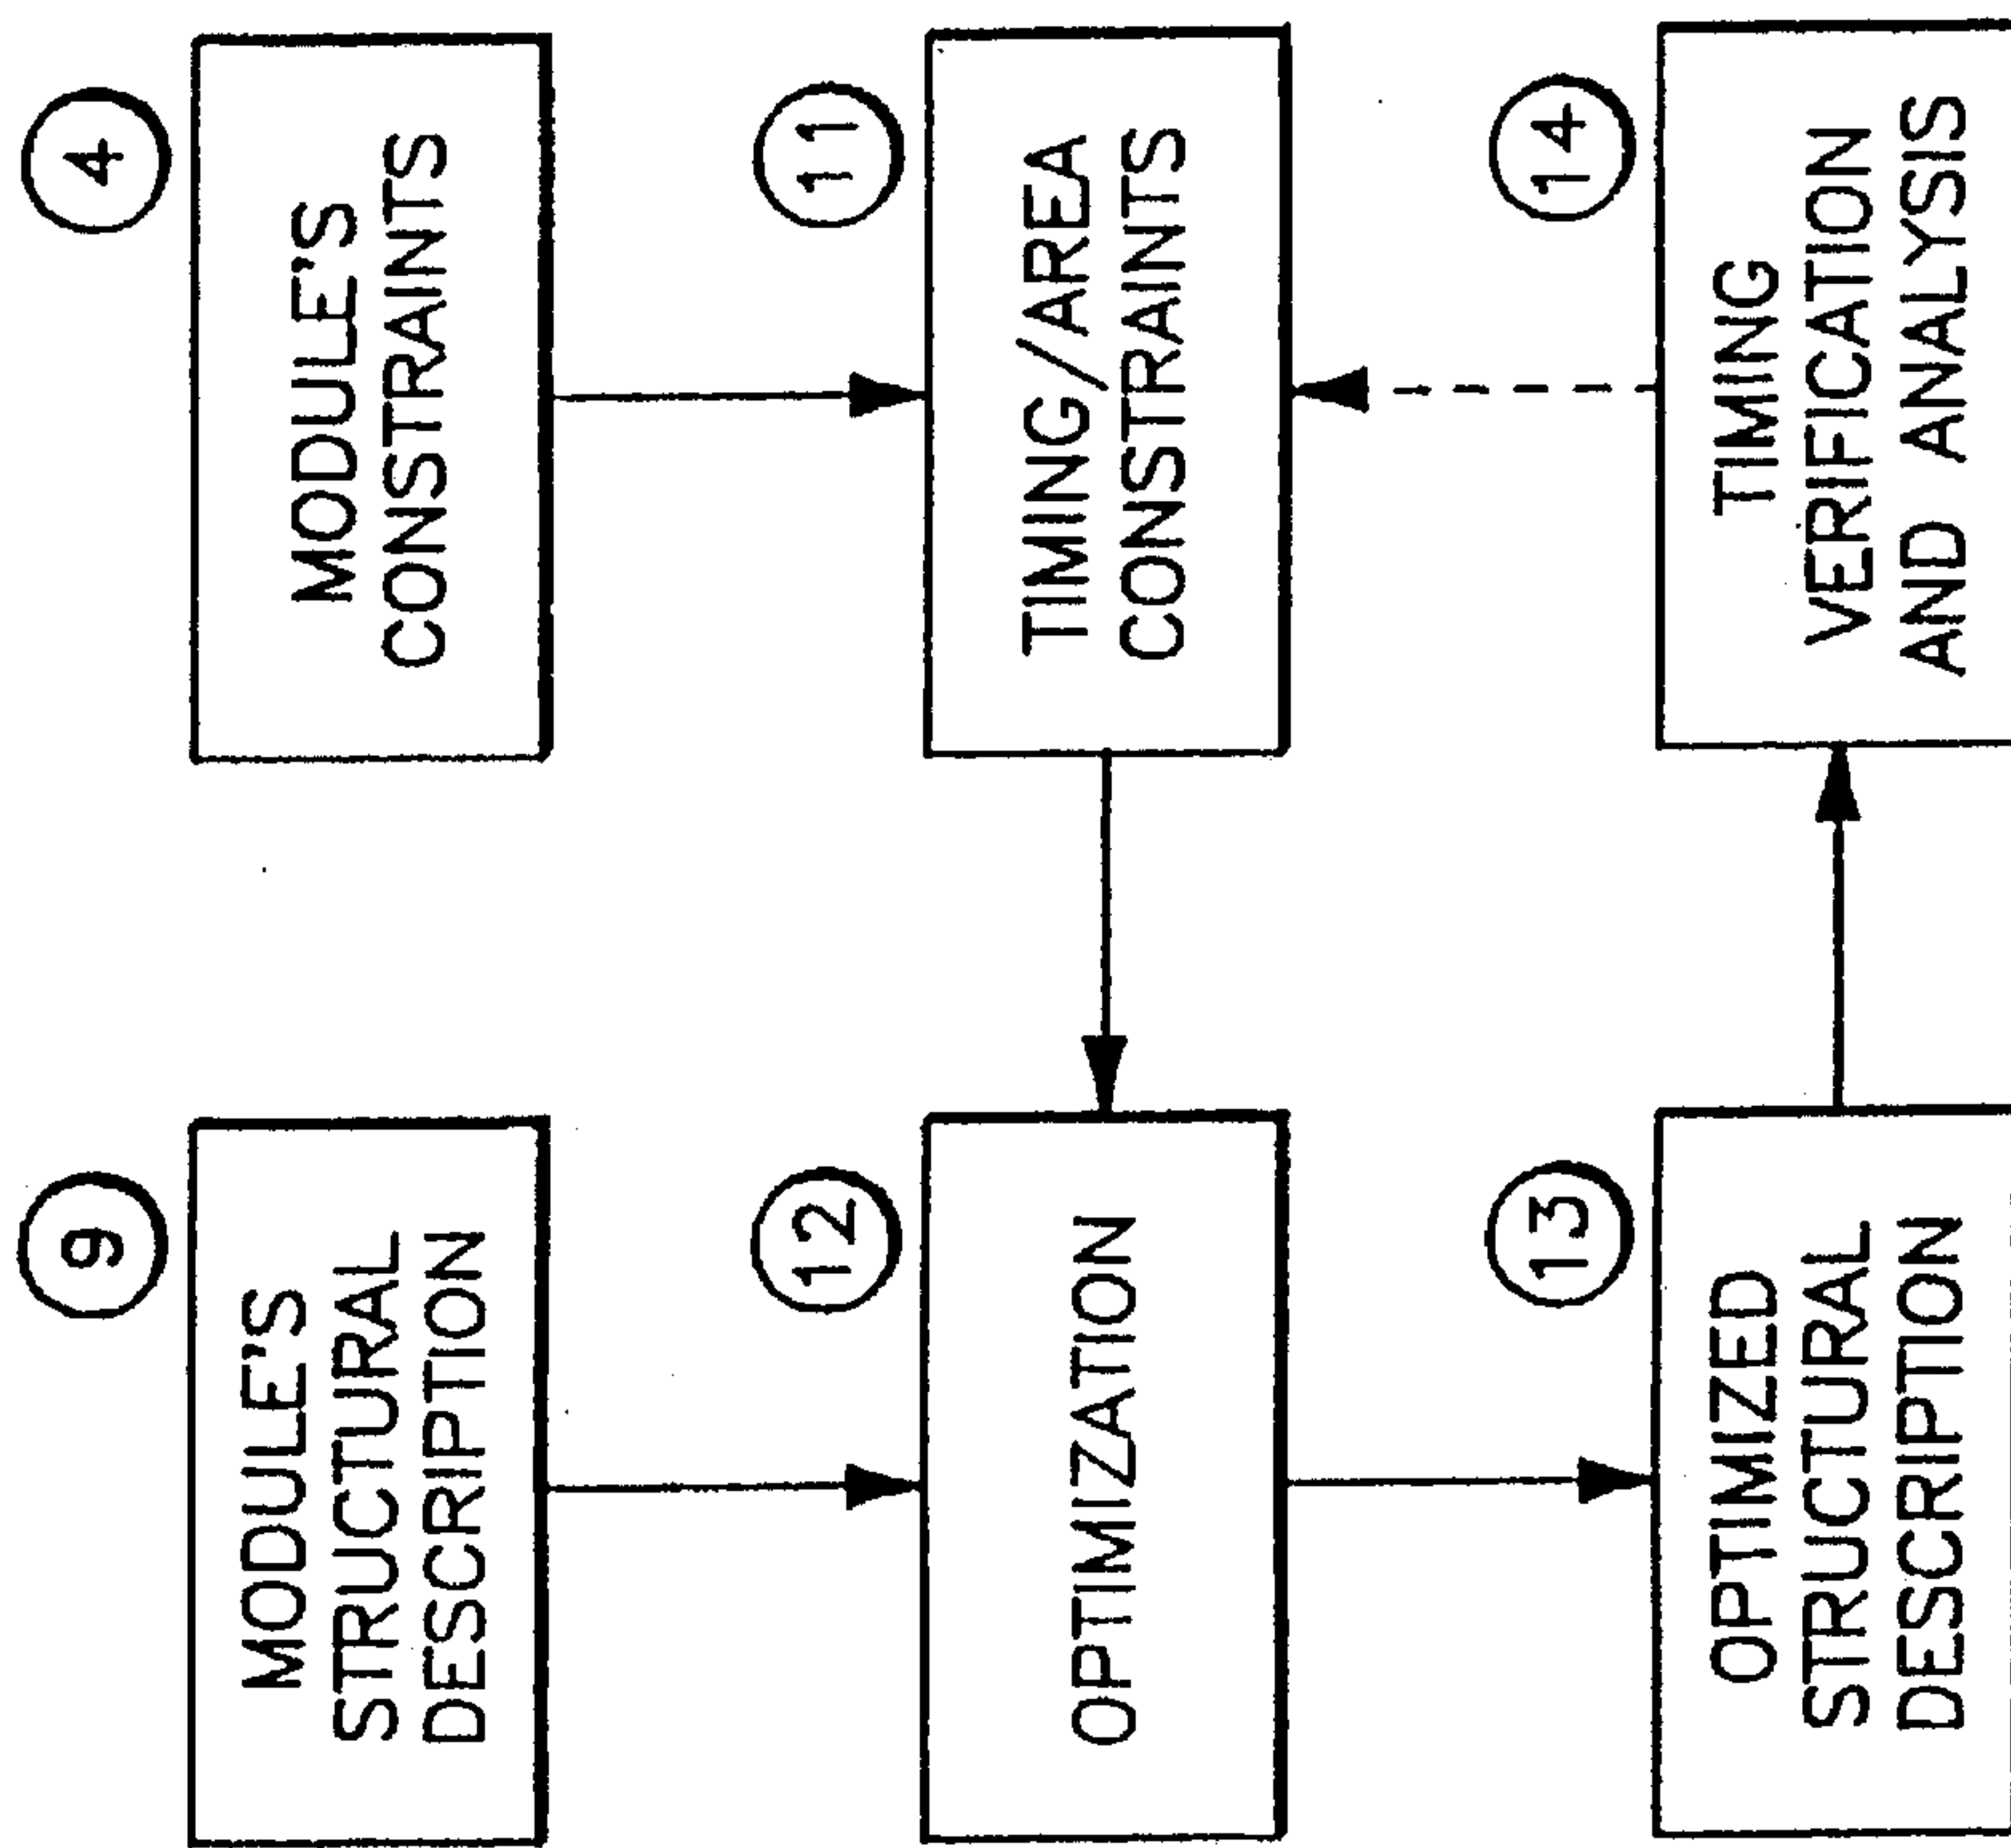 9
MODULE'S
STRUCTURAL
DESCRIPTION
4
MODULE'S
CONSTRAINTS
12
OPTIMIZATION
11
TIMING/AREA
CONSTRAINTS
13
OPTIMIZED
STRUCTURAL
DESCRIPTION
14
TIMING
VERIFICATION
AND ANALYSIS